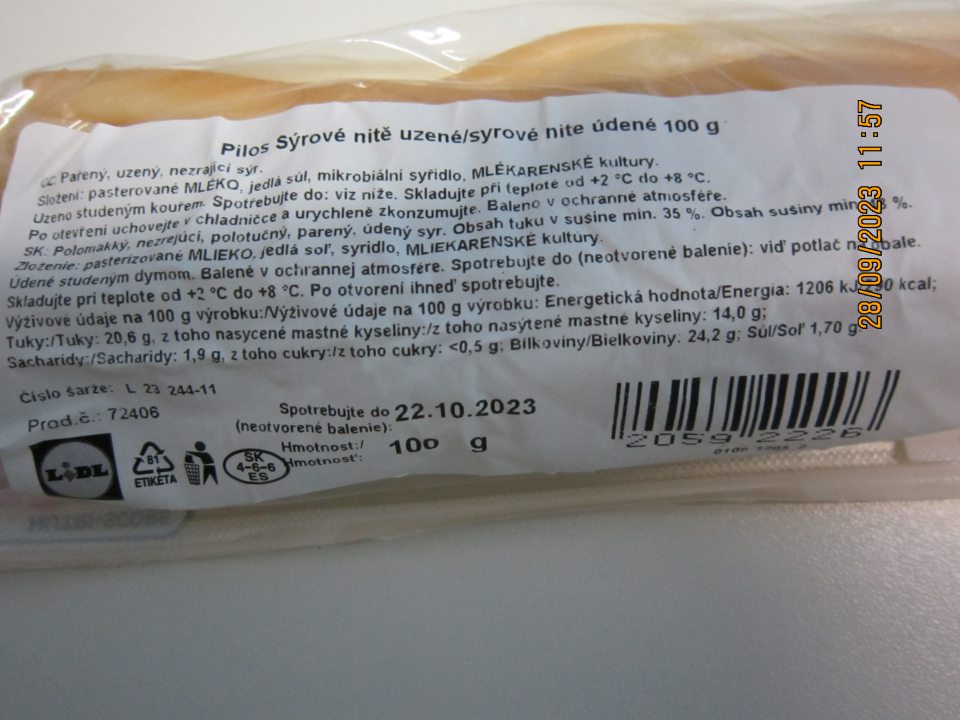 Pilos Sýrové nitě uzené/syrové nite údené 100 g
CZ: Pařený, uzený, nezrající sýr.
Složení: pasterované MLÉKO, jedlá sůl, mikrobiální syřidlo, MLÉKARENSKÉ kultury.
Uzeno studeným kouřem. Spotřebujte do: viz níže. Skladujte při teplotě od +2 °C do +8 °C.
Po otevření uchovejte v chladničce a urychleně zkonzumujte. Baleno v ochranné atmosféře.
SK: Polomäkký, nezrejúci, polotučný, parený, údený syr. Obsah tuku v sušine min. 35 %. Obsah sušiny min. %.
Zloženie: pasterizované MLIEKO, jedlá soľ, syridlo, MLIEKARENSKÉ kultúry.
Údené studeným dymom. Balené v ochrannej atmosfére. Spotrebujte do (neotvorené balenie): viď potlač na obale.
Skladujte pri teplote od +2 °C do +8 °C. Po otvorení ihneď spotrebujte.
Výživové údaje na 100 g výrobku:/Výživové údaje na 100 g výrobku: Energetická hodnota/Energia: 1206 kJ/ kcal;
Tuky:/Tuky: 20,6 g, z toho nasycené mastné kyseliny:/z toho nasýtené mastné kyseliny: 14,0 g;
Sacharidy:/Sacharidy: 1,9 g, z toho cukry:/z toho cukry: <0,5 g; Bílkoviny/Bielkoviny: 24,2 g; Sůl/Soľ 1,70 g
Číslo šarže: L 23 244-11
Prod.č.: 72406
Spotřebujte do 22.10.2023
(neotvorené balenie):
Hmotnost:/ 100 g
Hmotnosť:
LIDL
81
ETIKETA
SK
4-6-6
ES
2059 2226
NUTRI-SCORE
28/09/2023 11:57